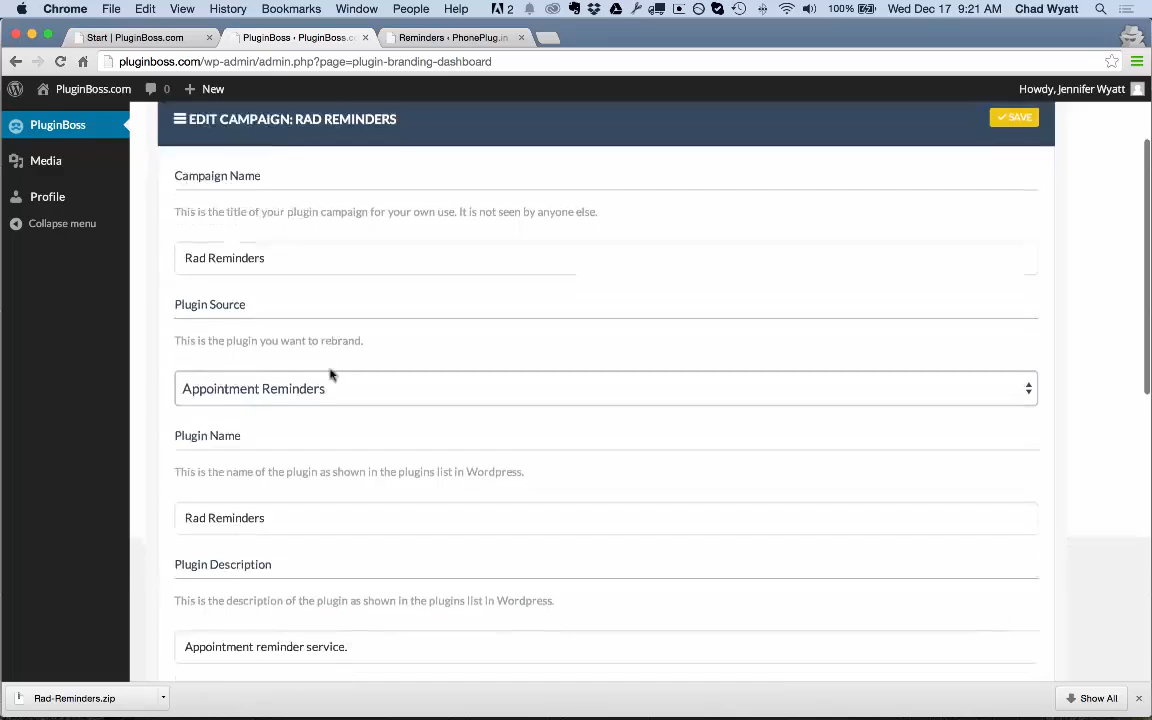 Chrome File Edit View History Bookmarks Window People Help 2 100% Wed Dec 17 9:21 AM Chad Wyatt
Start | PluginBoss.com × PluginBoss ‹ PluginBoss.co × Reminders ‹ PhonePlug.in ×
pluginboss.com/wp-admin/admin.php?page=plugin-branding-dashboard
PluginBoss.com 0 + New Howdy, Jennifer Wyatt
PluginBoss
Media
Profile
Collapse menu
EDIT CAMPAIGN: RAD REMINDERS
SAVE
Campaign Name
This is the title of your plugin campaign for your own use. It is not seen by anyone else.
Rad Reminders
Plugin Source
This is the plugin you want to rebrand.
Appointment Reminders
Plugin Name
This is the name of the plugin as shown in the plugins list in Wordpress.
Rad Reminders
Plugin Description
This is the description of the plugin as shown in the plugins list in Wordpress.
Appointment reminder service.
Rad-Reminders.zip
Show All ×